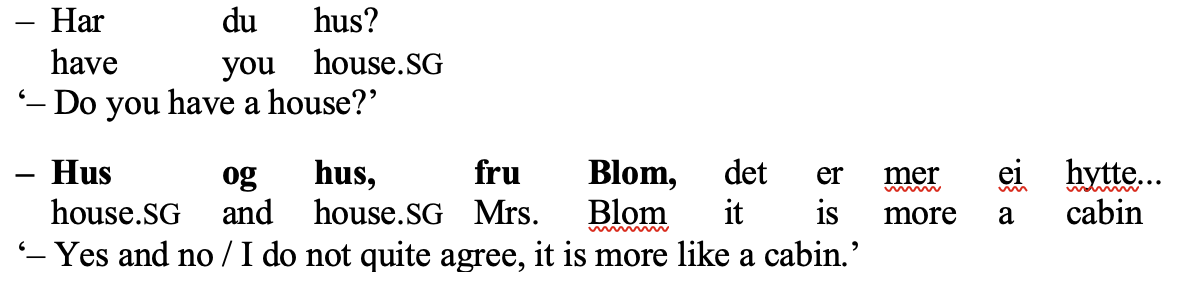 – Har du hus?
have you house.SG
‘– Do you have a house?’
– Hus og hus, fru Blom, det er mer ei hytte...
house.SG and house.SG Mrs. Blom it is more a cabin
‘– Yes and no / I do not quite agree, it is more like a cabin.’